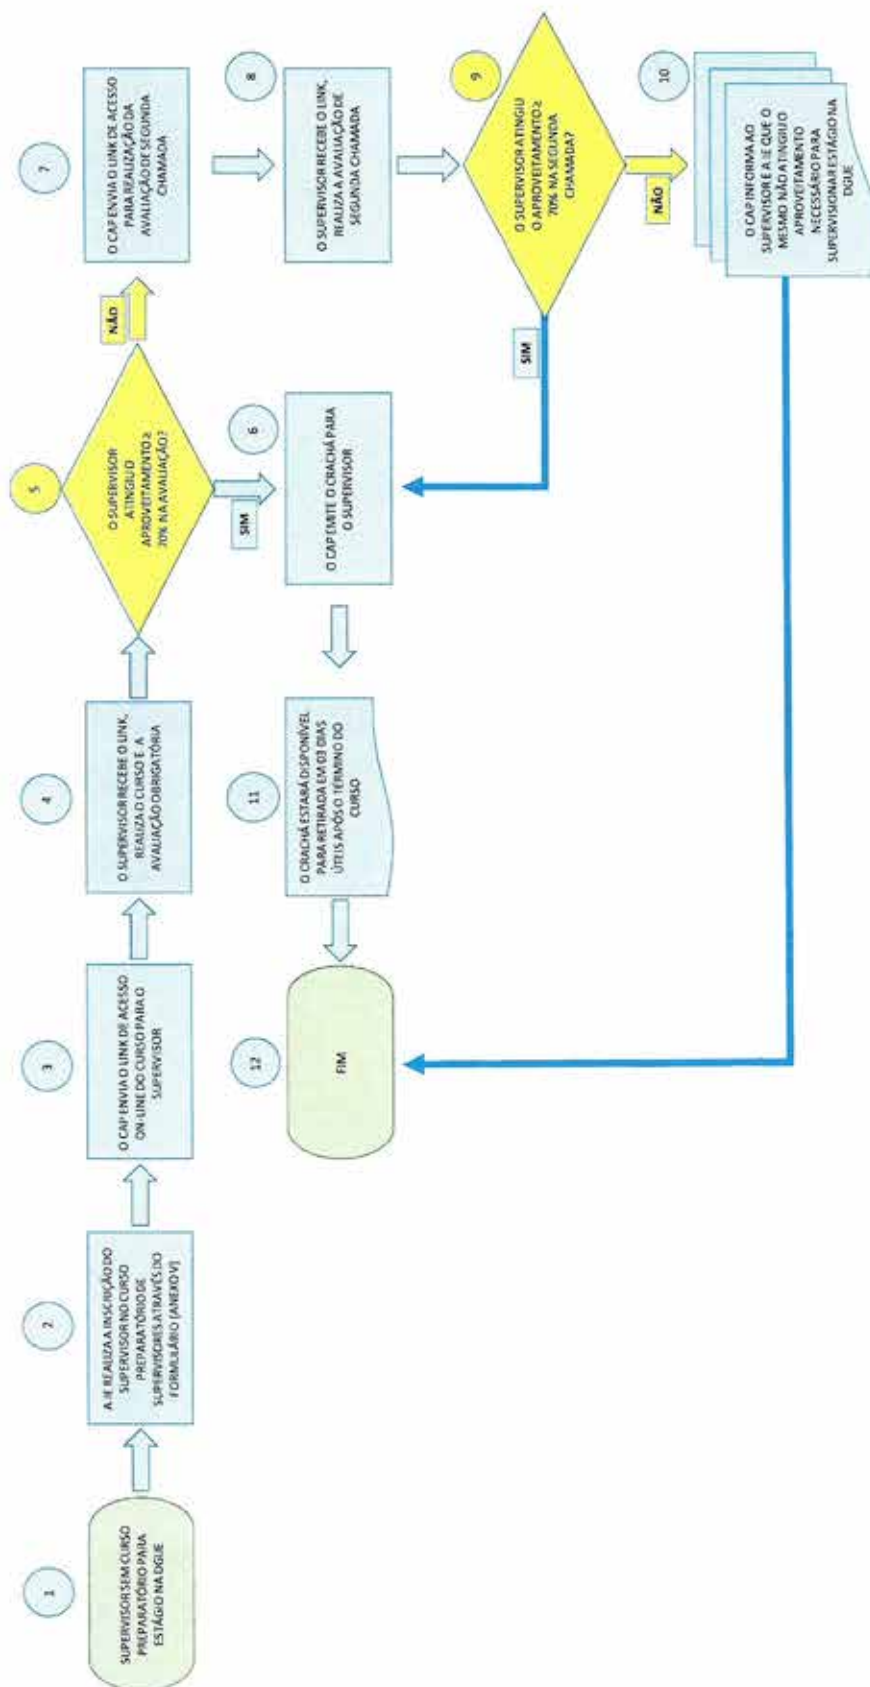 1
SUPERVISOR SEM CURSO
PREPARATÓRIO PARA
ESTÁGIO NA DGUE
2
A IE REALIZA A INSCRIÇÃO DO
SUPERVISOR NO CURSO
PREPARATÓRIO DE
SUPERVISORES ATRAVÉS DO
FORMULÁRIO (ANEXO V)
3
O CAP ENVIA O LINK DE ACESSO
ON-LINE DO CURSO PARA O
SUPERVISOR
4
O SUPERVISOR RECEBE O LINK,
REALIZA O CURSO E A
AVALIAÇÃO OBRIGATÓRIA
5
O SUPERVISOR
ATINGIU O
APROVEITAMENTO ≥
70% NA AVALIAÇÃO?
NÃO
SIM
6
O CAP EMITE O CRACHÁ PARA
O SUPERVISOR
7
O CAP ENVIA O LINK DE ACESSO
PARA REALIZAÇÃO DA
AVALIAÇÃO DE SEGUNDA
CHAMADA
8
O SUPERVISOR RECEBE O LINK,
REALIZA A AVALIAÇÃO DE
SEGUNDA CHAMADA
9
O SUPERVISOR ATINGIU
O APROVEITAMENTO ≥
70% NA SEGUNDA
CHAMADA?
SIM
NÃO
10
O CAP INFORMA AO
SUPERVISOR E A IE QUE O
MESMO NÃO ATINGIU O
APROVEITAMENTO
NECESSÁRIO PARA
SUPERVISIONAR ESTÁGIO NA
DGUE
11
O CRACHÁ ESTARÁ DISPONÍVEL
PARA RETIRADA EM 03 DIAS
ÚTEIS APÓS O TÉRMINO DO
CURSO
12
FIM